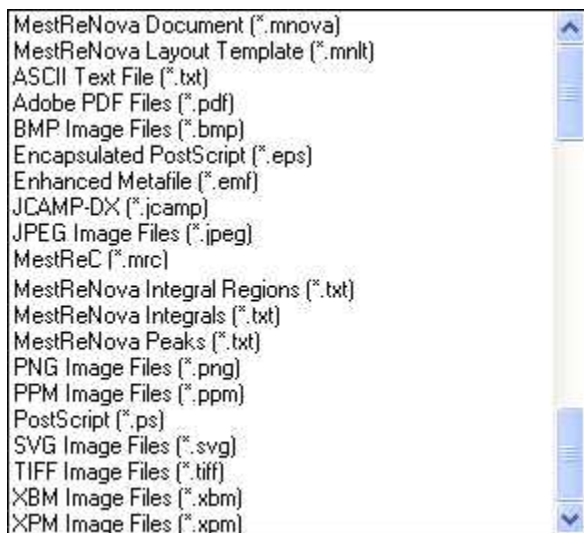 MestReNova Document (*.mnova)
MestReNova Layout Template (*.mnlt)
ASCII Text File (*.txt)
Adobe PDF Files (*.pdf)
BMP Image Files (*.bmp)
Encapsulated PostScript (*.eps)
Enhanced Metafile (*.emf)
JCAMP-DX (*.jcamp)
JPEG Image Files (*.jpeg)
MestReC (*.mrc)
MestReNova Integral Regions (*.txt)
MestReNova Integrals (*.txt)
MestReNova Peaks (*.txt)
PNG Image Files (*.png)
PPM Image Files (*.ppm)
PostScript (*.ps)
SVG Image Files (*.svg)
TIFF Image Files (*.tiff)
XBM Image Files (*.xbm)
XPM Image Files (*.xpm)